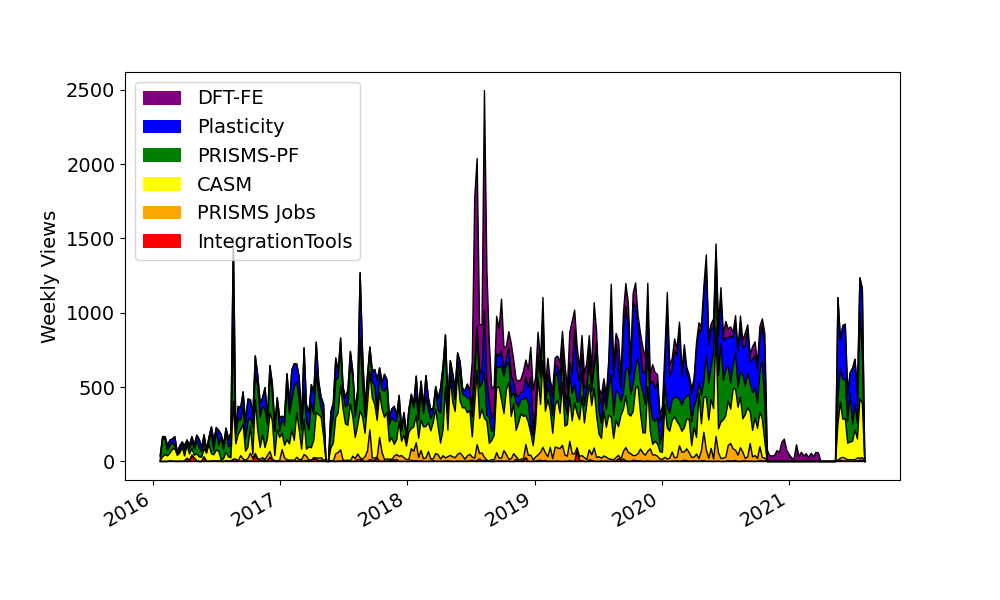 2500
2000
1500
1000
500
0
Weekly Views
DFT-FE
Plasticity
PRISMS-PF
CASM
PRISMS Jobs
IntegrationTools
2016
2017
2018
2019
2020
2021